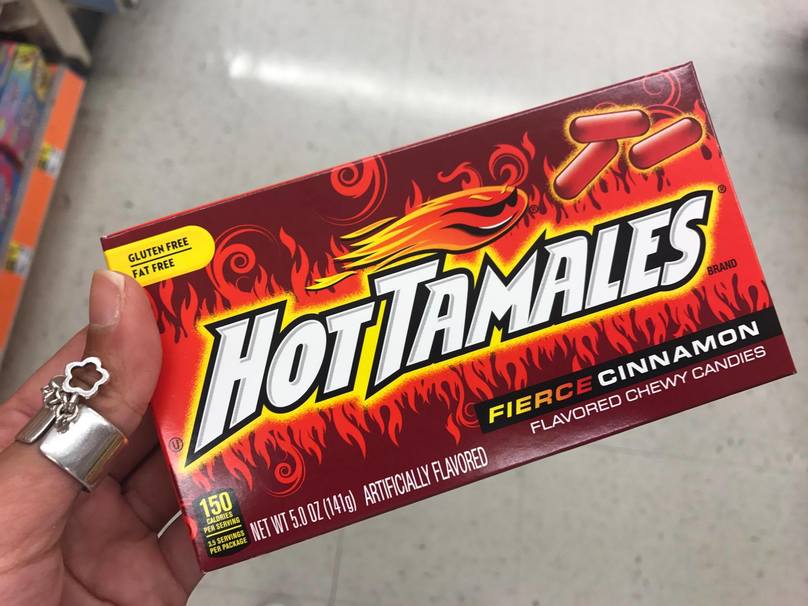 GLUTEN FREE
FAT FREE
HOT TAMALES®
BRAND
FIERCE CINNAMON
FLAVORED CHEWY CANDIES
150
CALORIES
PER SERVING
3.5 SERVINGS
PER PACKAGE
NET WT 5.0 OZ (141g) ARTIFICIALLY FLAVORED